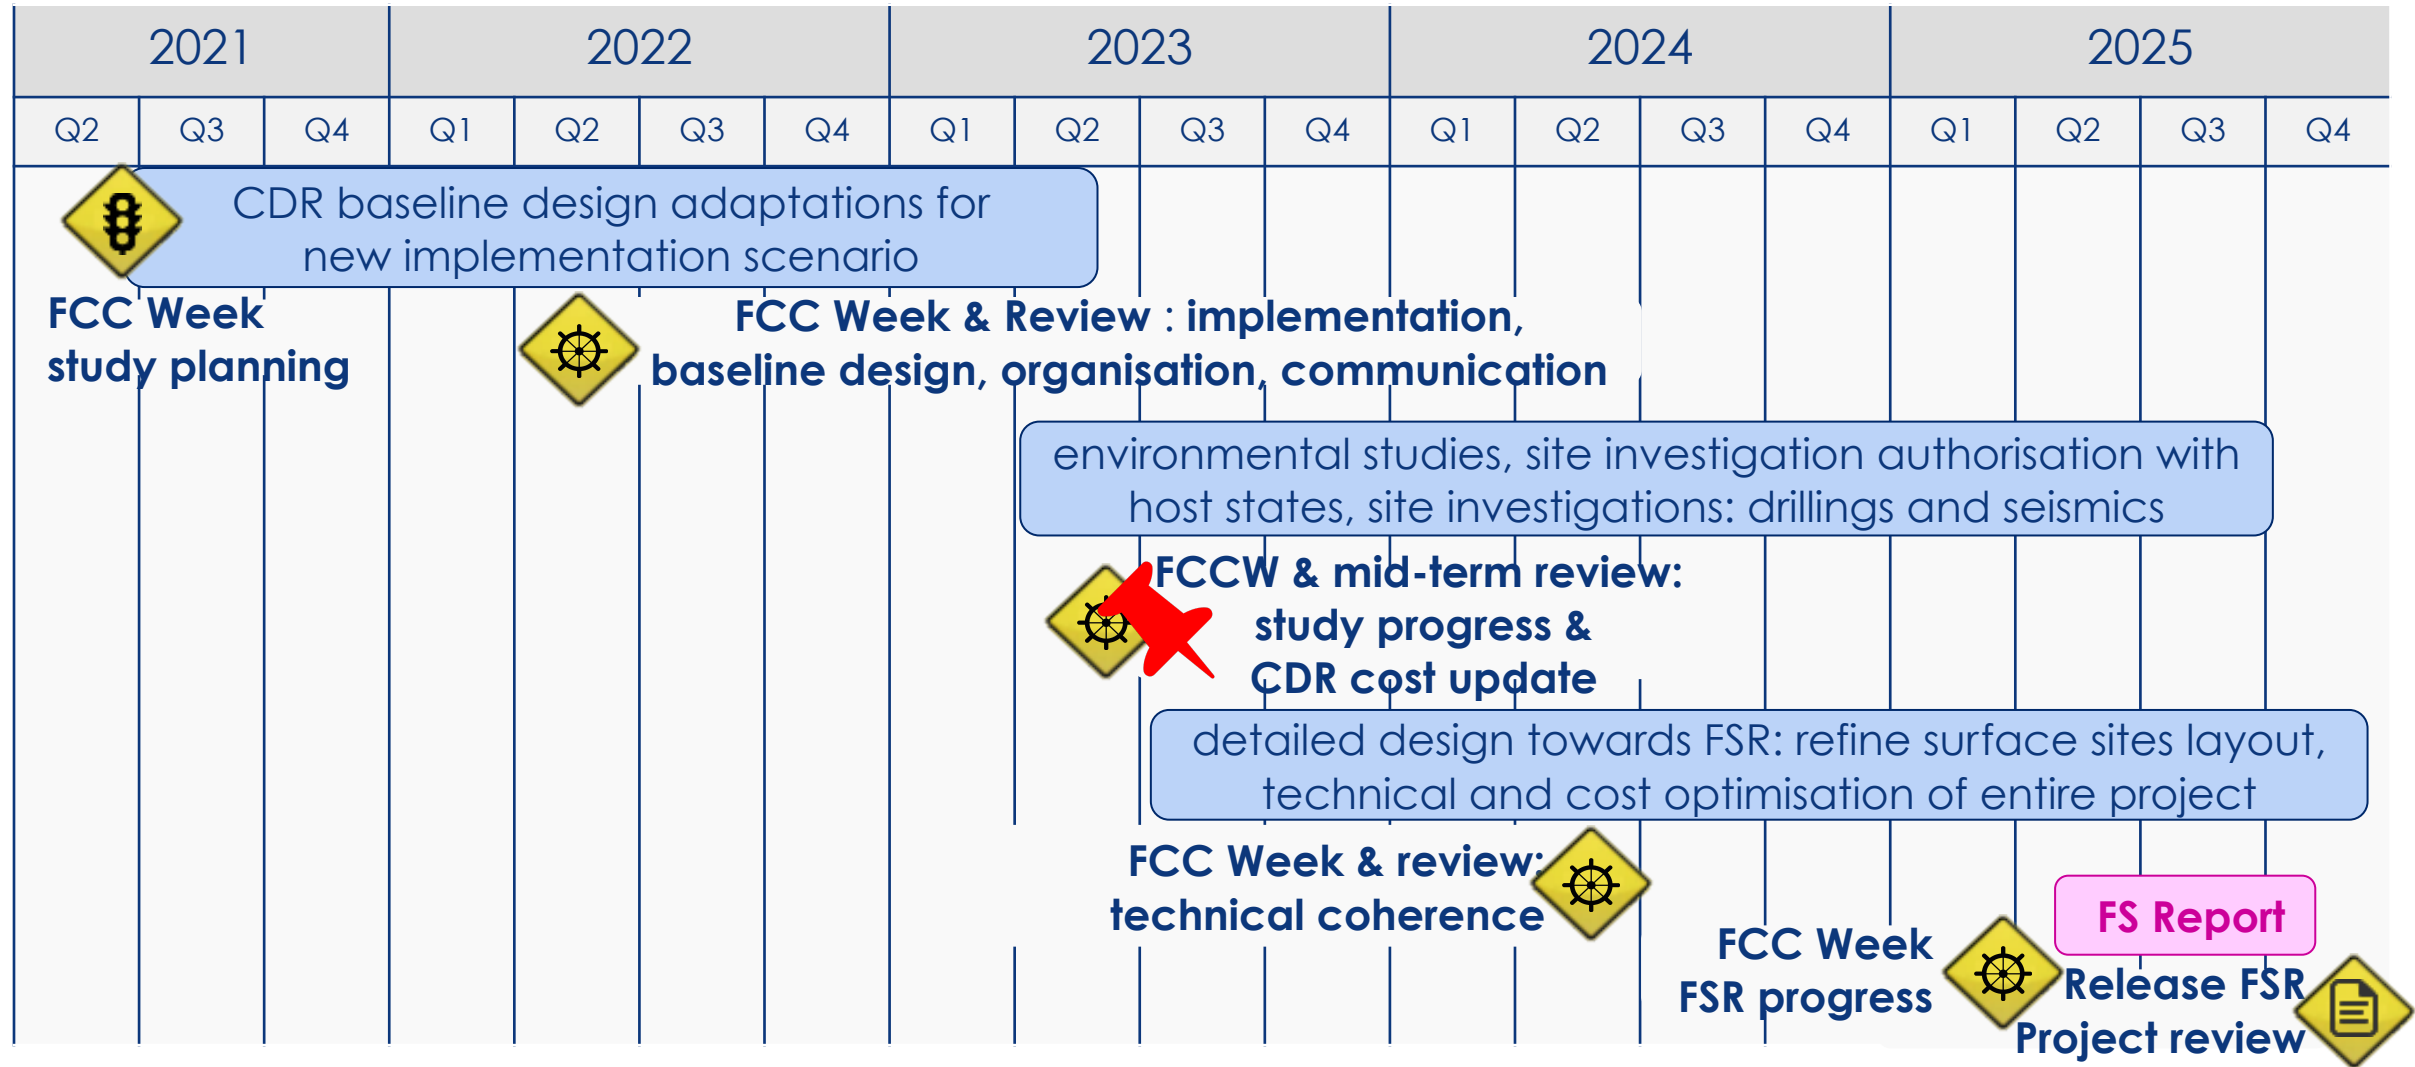 2021 2022 2023 2024 2025
Q2 Q3 Q4 Q1 Q2 Q3 Q4 Q1 Q2 Q3 Q4 Q1 Q2 Q3 Q4 Q1 Q2 Q3 Q4
CDR baseline design adaptations for
new implementation scenario
FCC Week
study planning
FCC Week & Review : implementation,
baseline design, organisation, communication
environmental studies, site investigation authorisation with
host states, site investigations: drillings and seismics
FCCW & mid-term review:
study progress &
CDR cost update
detailed design towards FSR: refine surface sites layout,
technical and cost optimisation of entire project
FCC Week & review:
technical coherence
FCC Week
FSR progress
FS Report
Release FSR
Project review